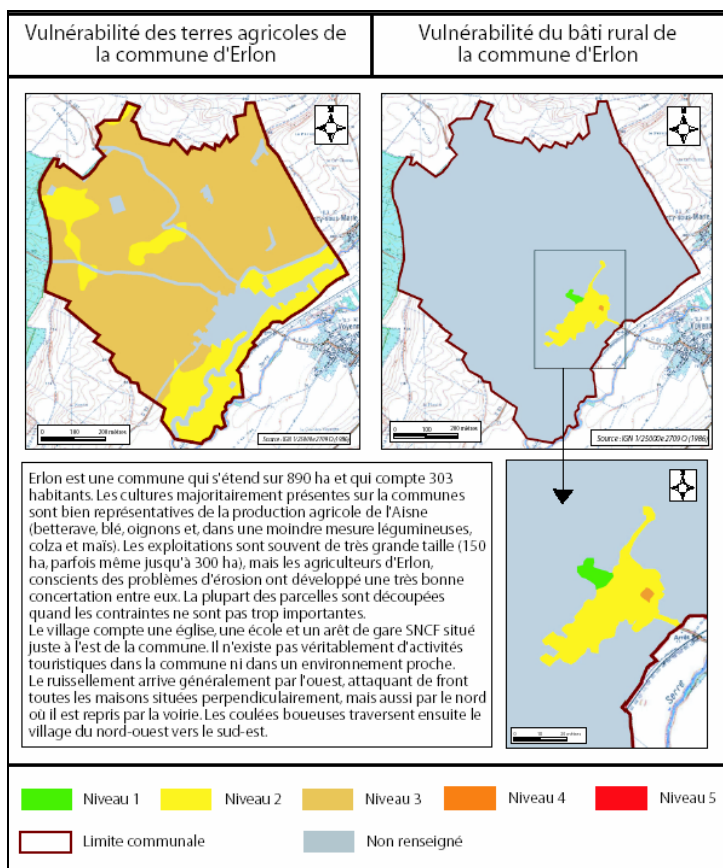 Vulnérabilité des terres agricoles de
la commune d'Erlon
Vulnérabilité du bâti rural de
la commune d'Erlon
N
0 100 200 mètres
Source : IGN 1/25000e 2709 O (1986)
N
0 100 200 mètres
Source : IGN 1/25000e 2709 O (1986)
Erlon est une commune qui s'étend sur 890 ha et qui compte 303
habitants. Les cultures majoritairement présentes sur la communes
sont bien représentatives de la production agricole de l'Aisne
(betterave, blé, oignons et, dans une moindre mesure légumineuses,
colza et maïs). Les exploitations sont souvent de très grande taille (150
ha, parfois même jusqu'à 300 ha), mais les agriculteurs d'Erlon,
conscients des problèmes d'érosion ont développé une très bonne
concertation entre eux. La plupart des parcelles sont découpées
quand les contraintes ne sont pas trop importantes.
Le village compte une église, une école et un arêt de gare SNCF situé
juste à l'est de la commune. Il n'existe pas véritablement d'activités
touristiques dans la commune ni dans un environnement proche.
Le ruissellement arrive généralement par l'ouest, attaquant de front
toutes les maisons situées perpendiculairement, mais aussi par le nord
où il est repris par la voirie. Les coulées boueuses traversent ensuite le
village du nord-ouest vers le sud-est.
N
Serre
Niveau 1
Niveau 2
Niveau 3
Niveau 4
Niveau 5
Limite communale
Non renseigné